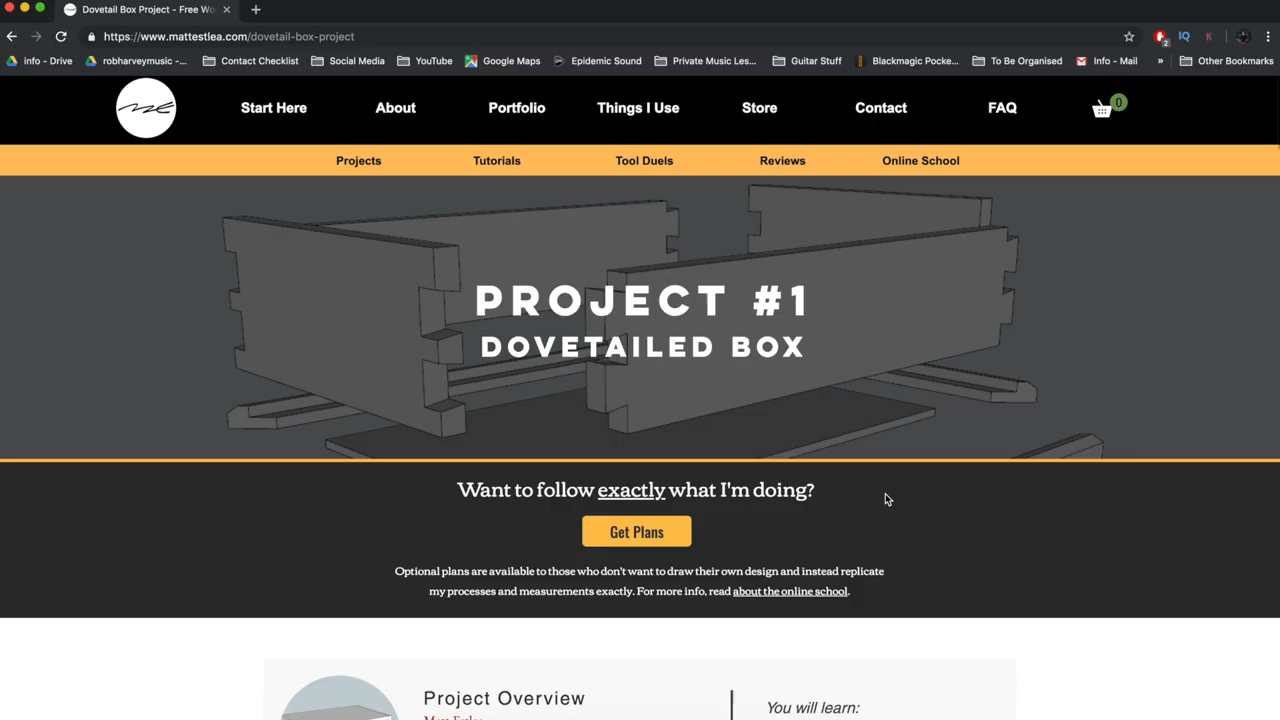 Dovetail Box Project - Free Wo
https://www.mattestlea.com/dovetail-box-project
2
IQ
K
info - Drive
robharveymusic -...
Contact Checklist
Social Media
YouTube
Google Maps
Epidemic Sound
Private Music Les...
Guitar Stuff
Blackmagic Pocke...
To Be Organised
Info - Mail
»
Other Bookmarks
Start Here
About
Portfolio
Things I Use
Store
Contact
FAQ
0
Projects
Tutorials
Tool Duels
Reviews
Online School
PROJECT #1
DOVETAILED BOX
Want to follow exactly what I'm doing?
Get Plans
Optional plans are available to those who don't want to draw their own design and instead replicate
my processes and measurements exactly. For more info, read about the online school.
Project Overview
You will learn: